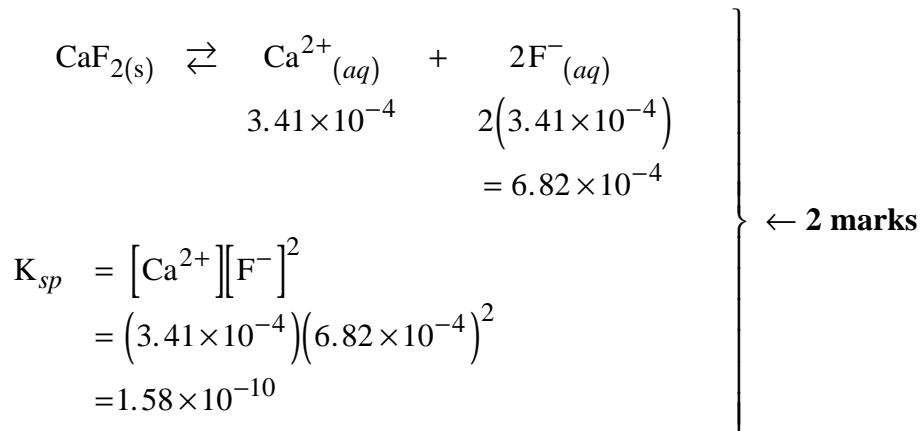 CaF₂₍s₎ ⇄ Ca²⁺₍aq₎ + 2F⁻₍aq₎
3.41×10⁻⁴ 2(3.41×10⁻⁴)
= 6.82×10⁻⁴
← 2 marks
Ksp = [Ca²⁺][F⁻]²
= (3.41×10⁻⁴)(6.82×10⁻⁴)²
=1.58×10⁻¹⁰